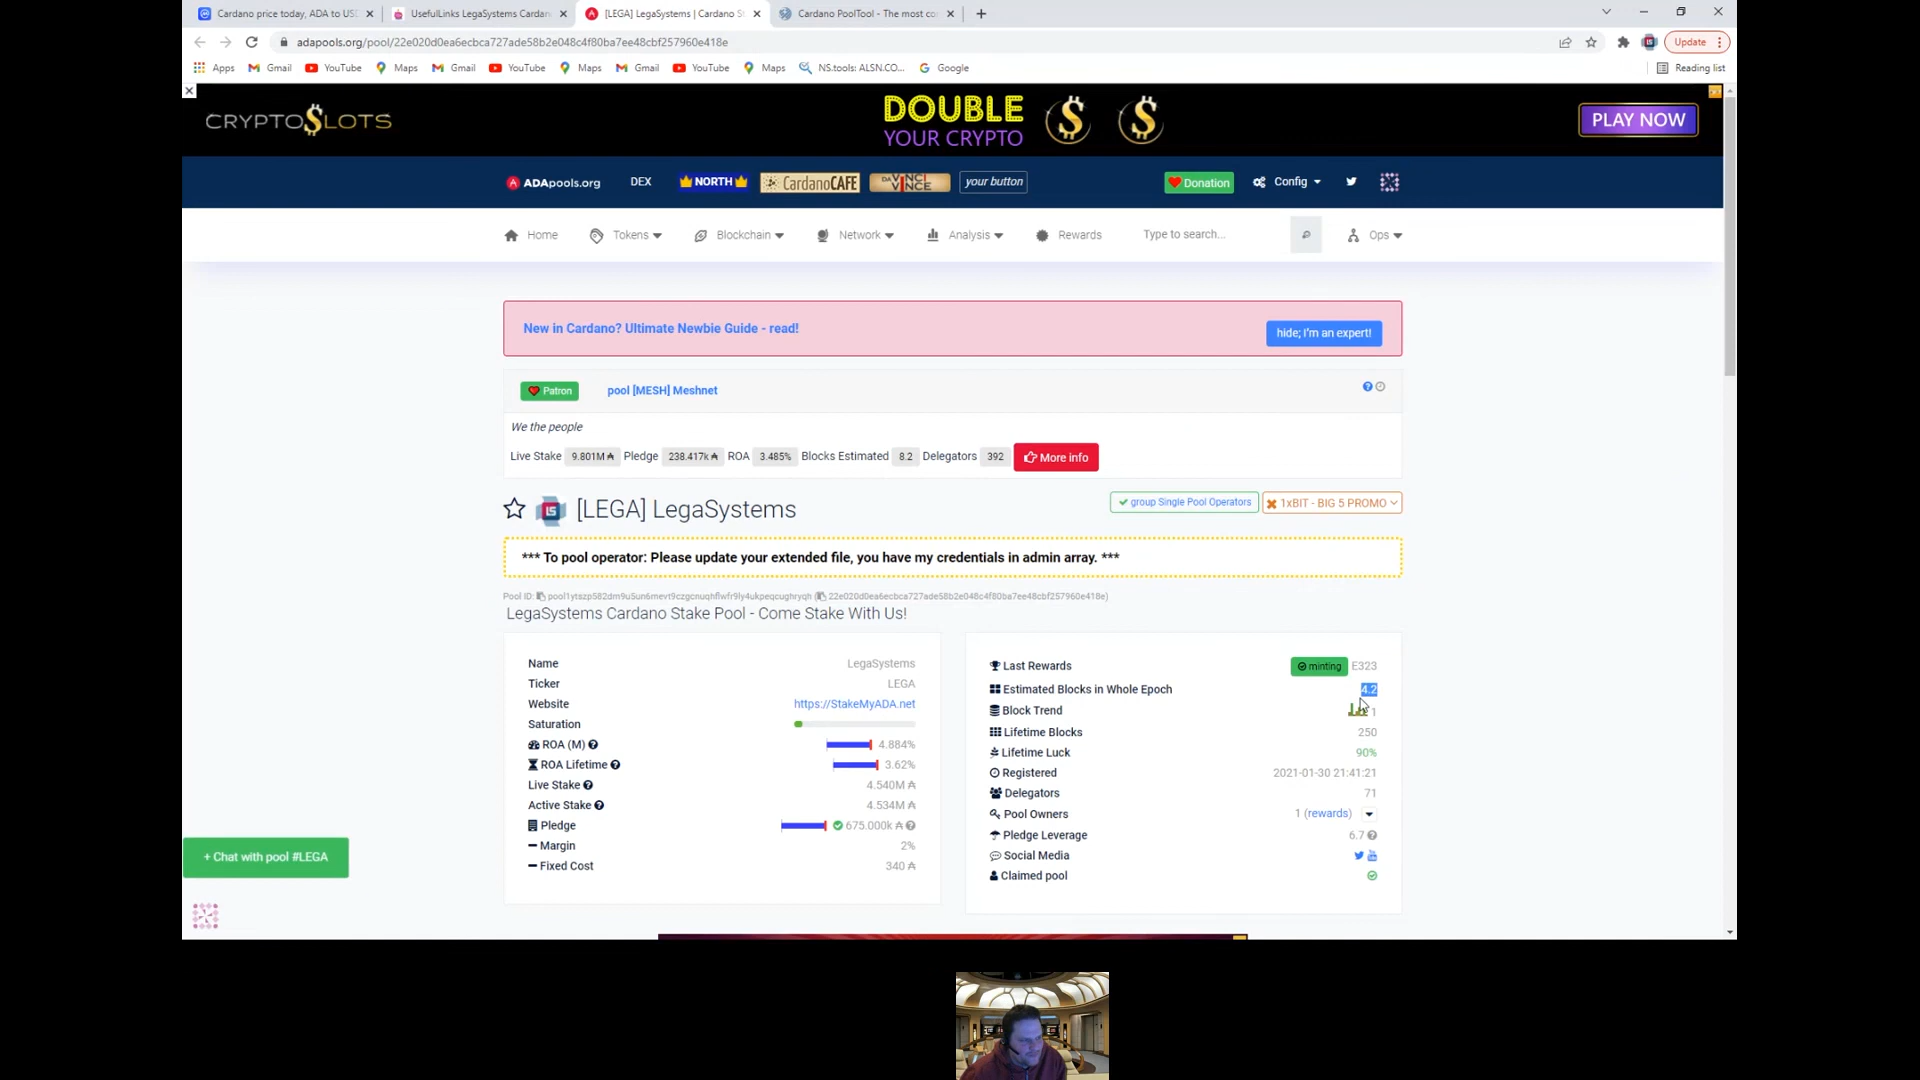 Cardano price today, ADA to US
UsefulLinks LegaSystems Cardan
[LEGA] LegaSystems | Cardano S
Cardano PoolTool - The most co
adapools.org/pool/22e020d0ea6ecbca727ade58b2e048c4f80ba7ee48cbf257960e418e
Update
Apps Gmail YouTube Maps Gmail YouTube Maps Gmail YouTube Maps NS.tools: ALSN.CO... Google Reading list
CRYPTO$LOTS
DOUBLE
YOUR CRYPTO
PLAY NOW
ADApools.org DEX NORTH CardanoCAFE DA VINCI VINCE your button Donation Config
Home Tokens Blockchain Network Analysis Rewards Type to search... Ops
New in Cardano? Ultimate Newbie Guide - read!
hide; I'm an expert!
Patron pool [MESH] Meshnet
We the people
Live Stake 9.801M ₳ Pledge 238.417k ₳ ROA 3.485% Blocks Estimated 8.2 Delegators 392 More info
[LEGA] LegaSystems
group Single Pool Operators
1xBIT - BIG 5 PROMO
*** To pool operator: Please update your extended file, you have my credentials in admin array. ***
Pool ID: (22e020d0ea6ecbca727ade58b2e048c4f80ba7ee48cbf257960e418e)
LegaSystems Cardano Stake Pool - Come Stake With Us!
Name LegaSystems
Ticker LEGA
Website https://StakeMyADA.net
Saturation
ROA (M) 4.884%
ROA Lifetime 3.62%
Live Stake 4.540M ₳
Active Stake 4.534M ₳
Pledge 675.000k ₳
Margin 2%
Fixed Cost 340 ₳
Last Rewards minting E323
Estimated Blocks in Whole Epoch 4.2
Block Trend 1
Lifetime Blocks 250
Lifetime Luck 90%
Registered 2021-01-30 21:41:21
Delegators 71
Pool Owners 1 (rewards)
Pledge Leverage 6.7
Social Media
Claimed pool
+ Chat with pool #LEGA